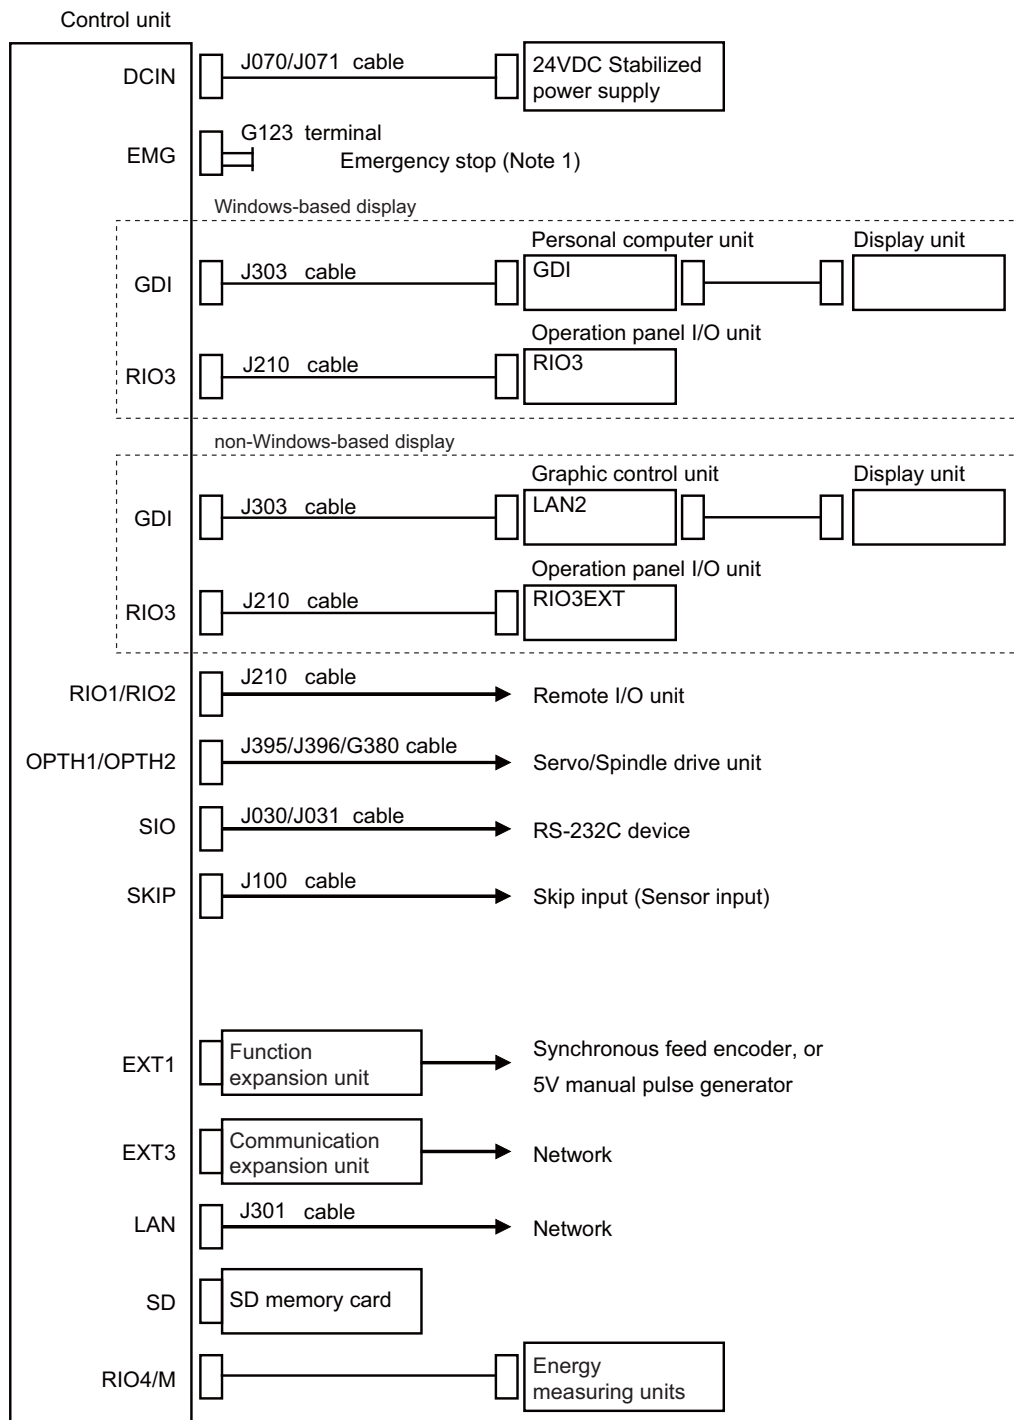 Control unit
DCIN
J070/J071 cable
24VDC Stabilized
power supply
EMG
G123 terminal
Emergency stop (Note 1)
Windows-based display
Personal computer unit
Display unit
GDI
J303 cable
GDI
Operation panel I/O unit
RIO3
J210 cable
RIO3
non-Windows-based display
Graphic control unit
Display unit
GDI
J303 cable
LAN2
Operation panel I/O unit
RIO3
J210 cable
RIO3EXT
RIO1/RIO2
J210 cable
Remote I/O unit
OPTH1/OPTH2
J395/J396/G380 cable
Servo/Spindle drive unit
SIO
J030/J031 cable
RS-232C device
SKIP
J100 cable
Skip input (Sensor input)
EXT1
Function
expansion unit
Synchronous feed encoder, or
5V manual pulse generator
EXT3
Communication
expansion unit
Network
LAN
J301 cable
Network
SD
SD memory card
RIO4/M
Energy
measuring units